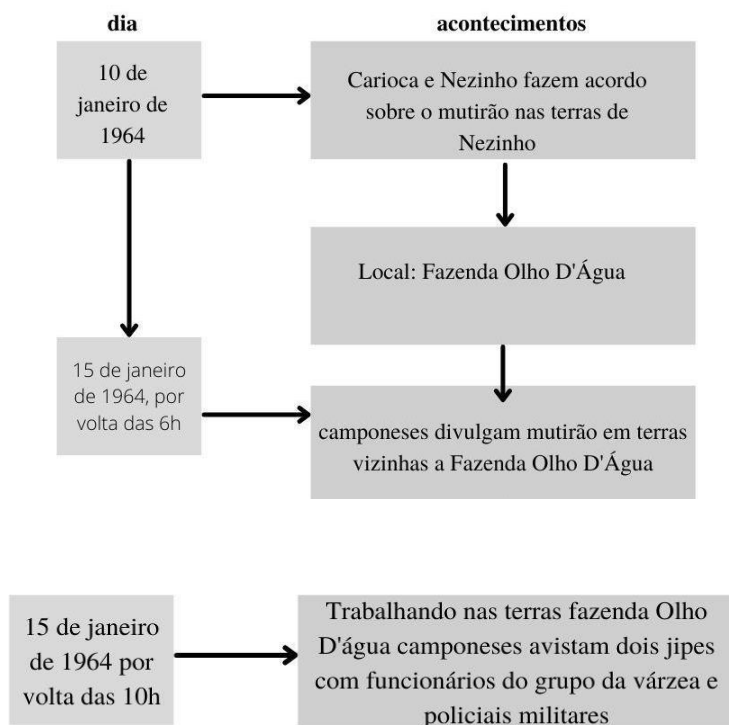 dia
acontecimentos
10 de
janeiro de
1964
Carioca e Nezinho fazem acordo
sobre o mutirão nas terras de
Nezinho
Local: Fazenda Olho D'Água
15 de janeiro
de 1964, por
volta das 6h
camponeses divulgam mutirão em terras
vizinhas a Fazenda Olho D'Água
15 de janeiro
de 1964 por
volta das 10h
Trabalhando nas terras fazenda Olho
D'água camponeses avistam dois jipes
com funcionários do grupo da várzea e
policiais militares